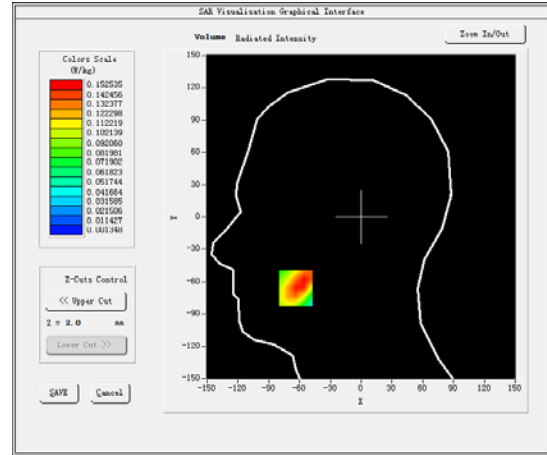 SAR Visualisation Graphical Interface
Volume Radiated Intensity
Zoom In/Out
Colors Scale
(W/kg)
0.152535
0.142456
0.132377
0.122298
0.112219
0.102139
0.092060
0.081981
0.071902
0.061823
0.051744
0.041664
0.031585
0.021506
0.011427
0.001348
Z-Cuts Control
<< Upper Cut
Z = 2.0 mm
Lower Cut >>
SAVE
Cancel
150
120
90
60
30
0
-30
-60
-90
-120
-150
Y
-150 -120 -90 -60 -30 0 30 60 90 120 150
X